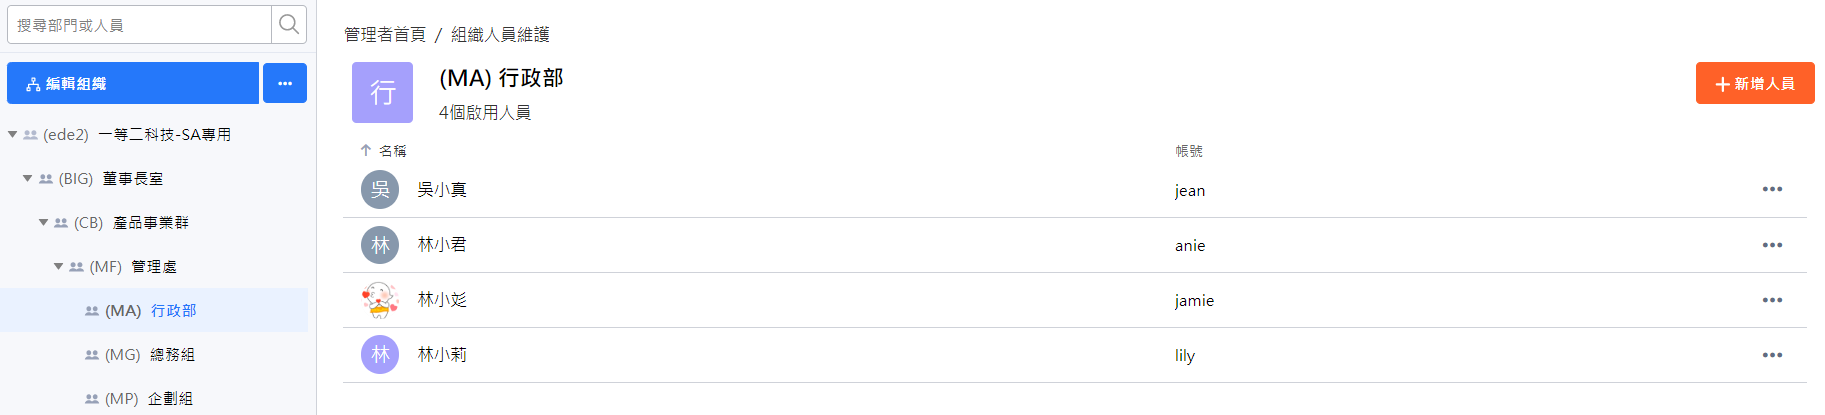 搜尋部門或人員
編輯組織
(ede2) 一等二科技-SA專用
(BIG) 董事長室
(CB) 產品事業群
(MF) 管理處
(MA) 行政部
(MG) 總務組
(MP) 企劃組
管理者首頁 / 組織人員維護
行
(MA) 行政部
4個啟用人員
新增人員
名稱 帳號
吳 吳小真 jean
林 林小君 anie
林小彣 jamie
林 林小莉 lily